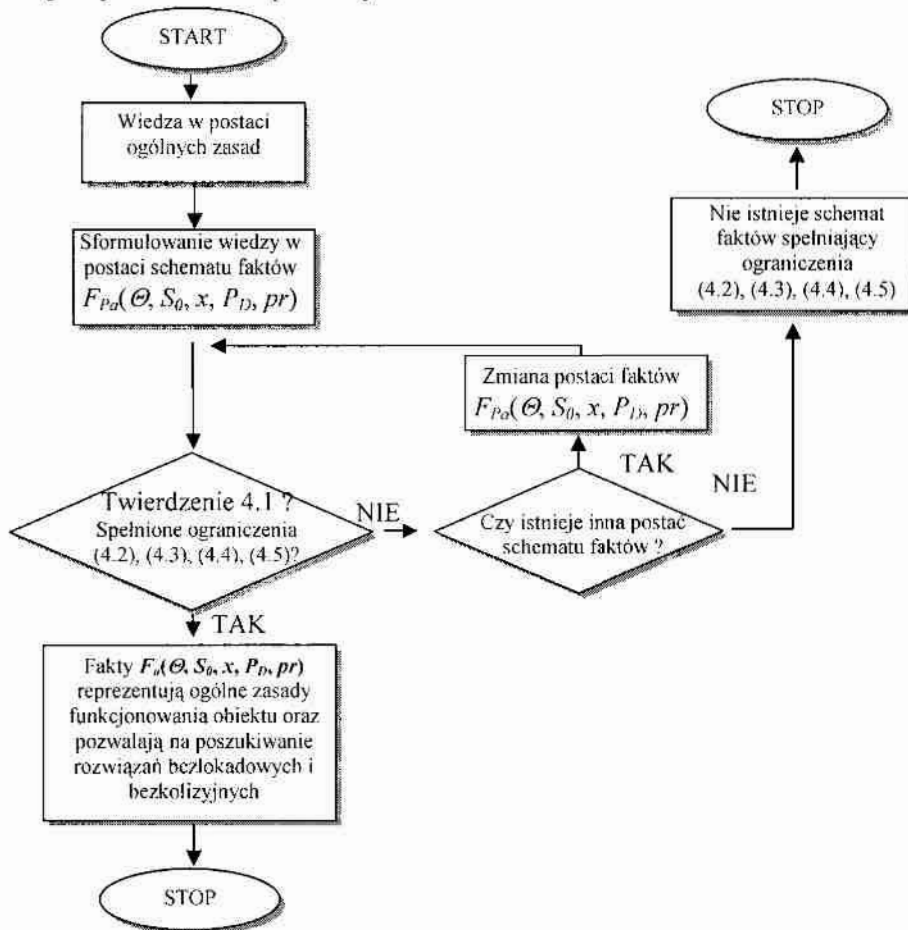 START
Wiedza w postaci
ogólnych zasad
Sformułowanie wiedzy w
postaci schematu faktów
F_Pa(Θ, S_0, x, P_D, pr)
Twierdzenie 4.1 ?
Spełnione ograniczenia
(4.2), (4.3), (4.4), (4.5)?
NIE
TAK
Fakty F_a(Θ, S_0, x, P_D, pr)
reprezentują ogólne zasady
funkcjonowania obiektu oraz
pozwalają na poszukiwanie
rozwiązań bezlokadowych i
bezkolizyjnych
STOP
Czy istnieje inna postać
schematu faktów ?
TAK
Zmiana postaci faktów
F_Pa(Θ, S_0, x, P_D, pr)
NIE
Nie istnieje schemat
faktów spełniający
ograniczenia
(4.2), (4.3), (4.4), (4.5)
STOP